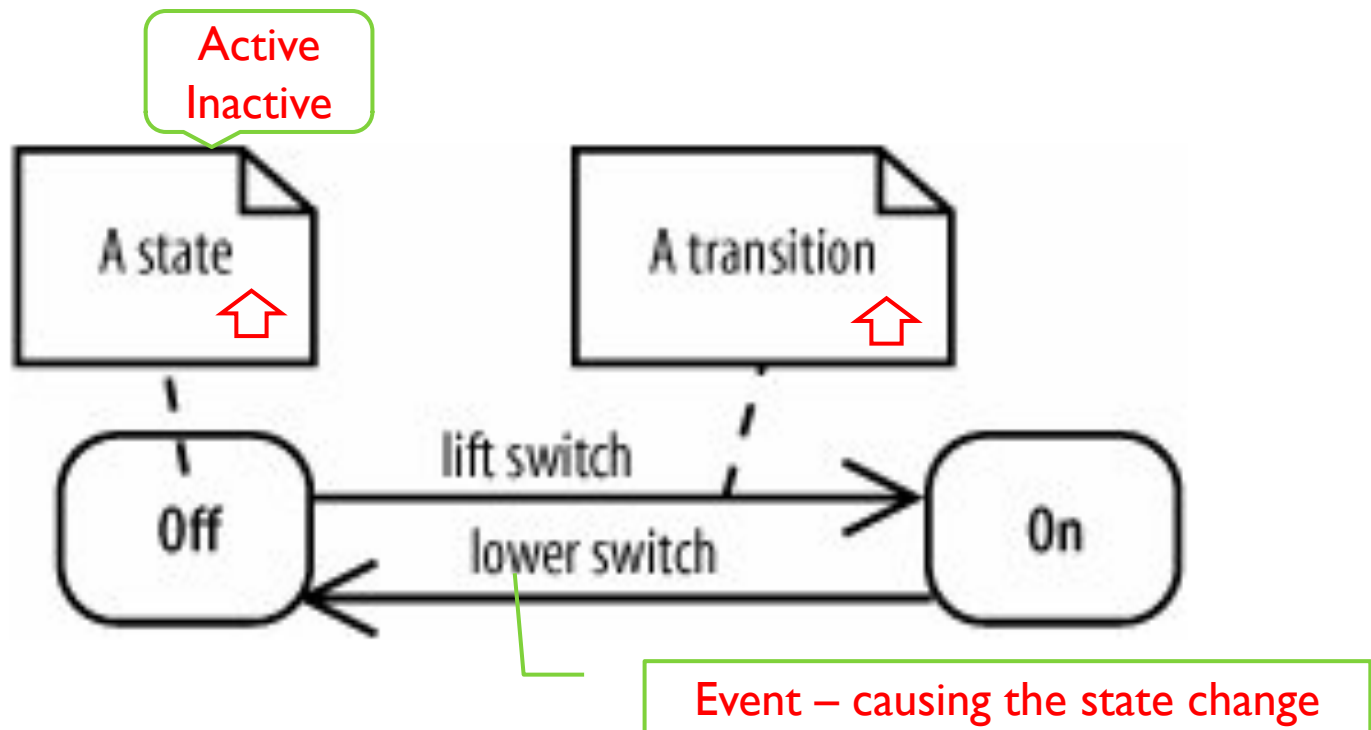 Active
Inactive
A state
A transition
lift switch
Off
On
lower switch
Event – causing the state change